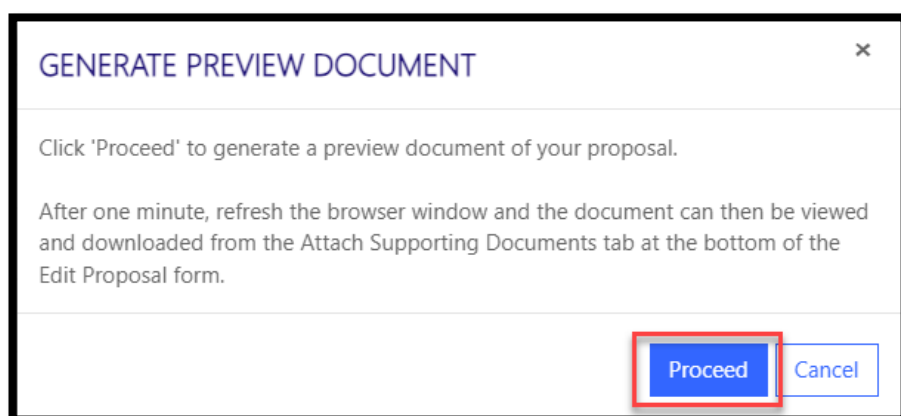 GENERATE PREVIEW DOCUMENT
×
Click 'Proceed' to generate a preview document of your proposal.
After one minute, refresh the browser window and the document can then be viewed
and downloaded from the Attach Supporting Documents tab at the bottom of the
Edit Proposal form.
Proceed
Cancel